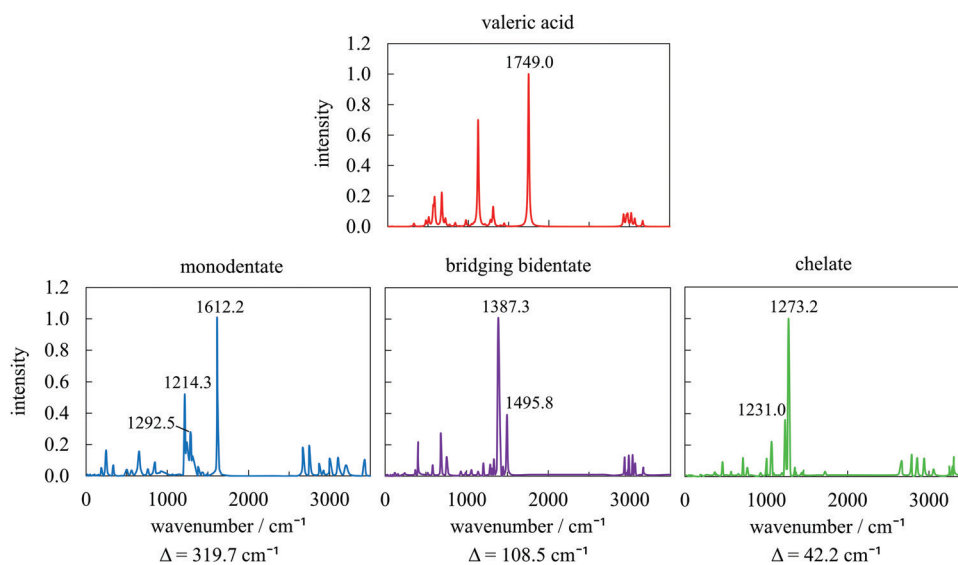 valeric acid
1749.0
intensity
1.2
1.0
0.8
0.6
0.4
0.2
0.0
monodentate
bridging bidentate
chelate
intensity
1.2
1.0
0.8
0.6
0.4
0.2
0.0
1612.2
1214.3
1292.5
1387.3
1495.8
1273.2
1231.0
0 1000 2000 3000
0 1000 2000 3000
0 1000 2000 3000
wavenumber / cm⁻¹
wavenumber / cm⁻¹
wavenumber / cm⁻¹
Δ = 319.7 cm⁻¹
Δ = 108.5 cm⁻¹
Δ = 42.2 cm⁻¹